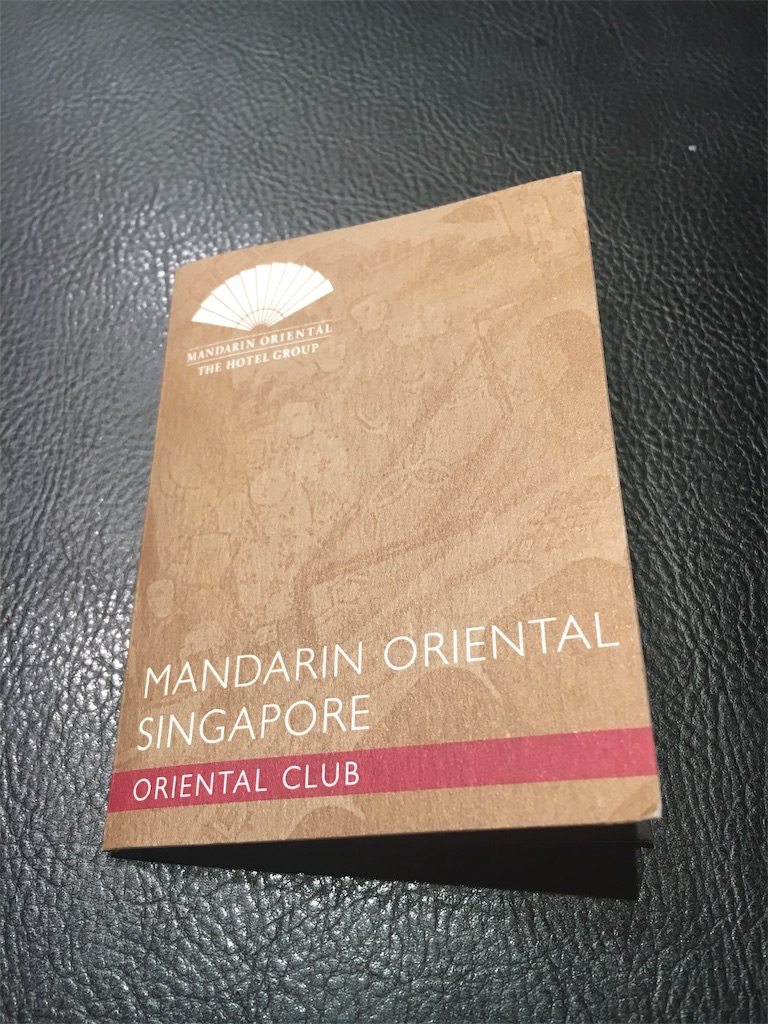 MANDARIN ORIENTAL
THE HOTEL GROUP
MANDARIN ORIENTAL
SINGAPORE
ORIENTAL CLUB